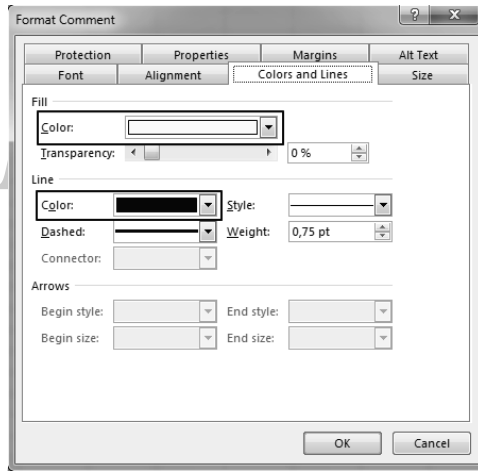 Format Comment
Protection Properties Margins Alt Text
Font Alignment Colors and Lines Size
Fill
Color:
Transparency: 0 %
Line
Color: Style:
Dashed: Weight: 0,75 pt
Connector:
Arrows
Begin style: End style:
Begin size: End size:
OK Cancel